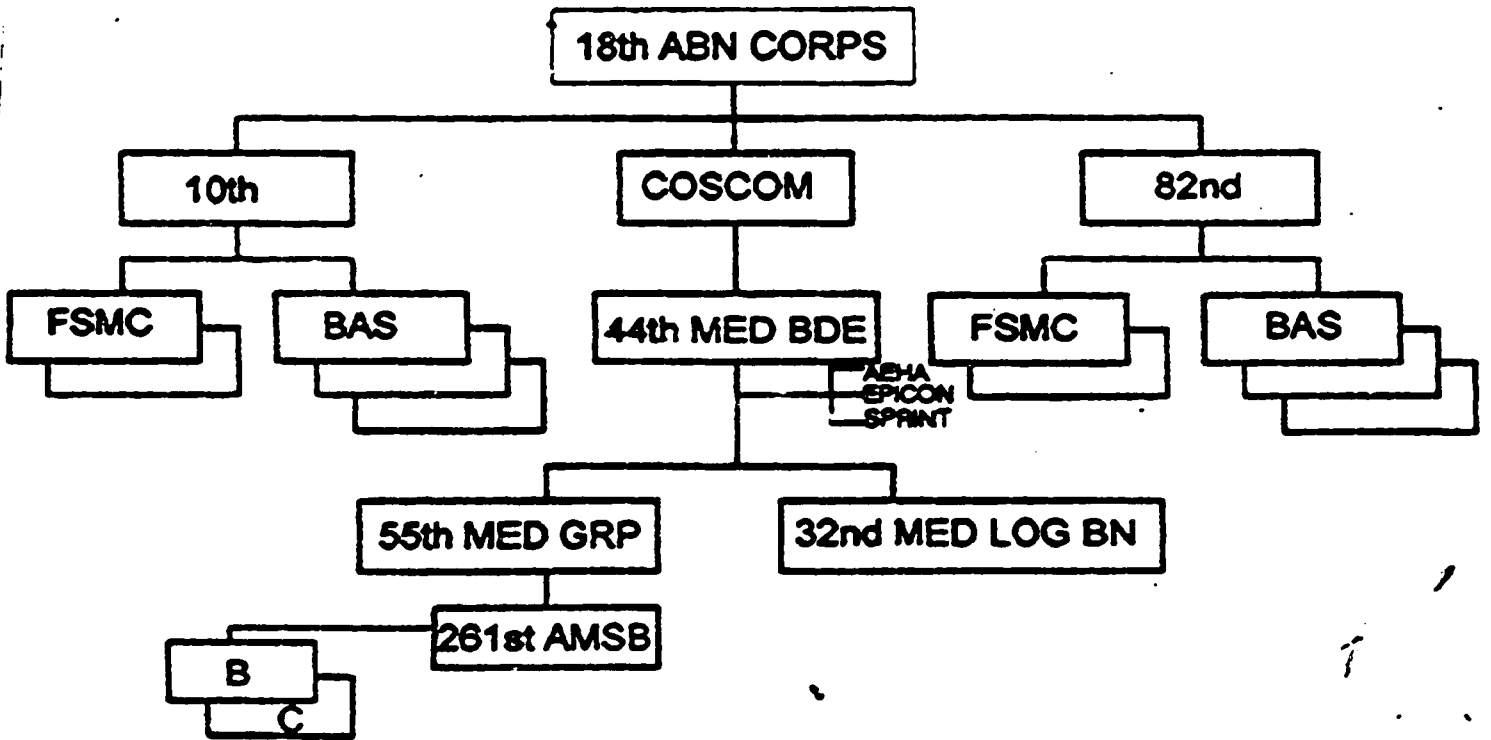 18th ABN CORPS
10th
COSCOM
82nd
FSMC
BAS
44th MED BDE
FSMC
BAS
AEHA
EPICON
SPRINT
55th MED GRP
32nd MED LOG BN
261st AMSB
B
C